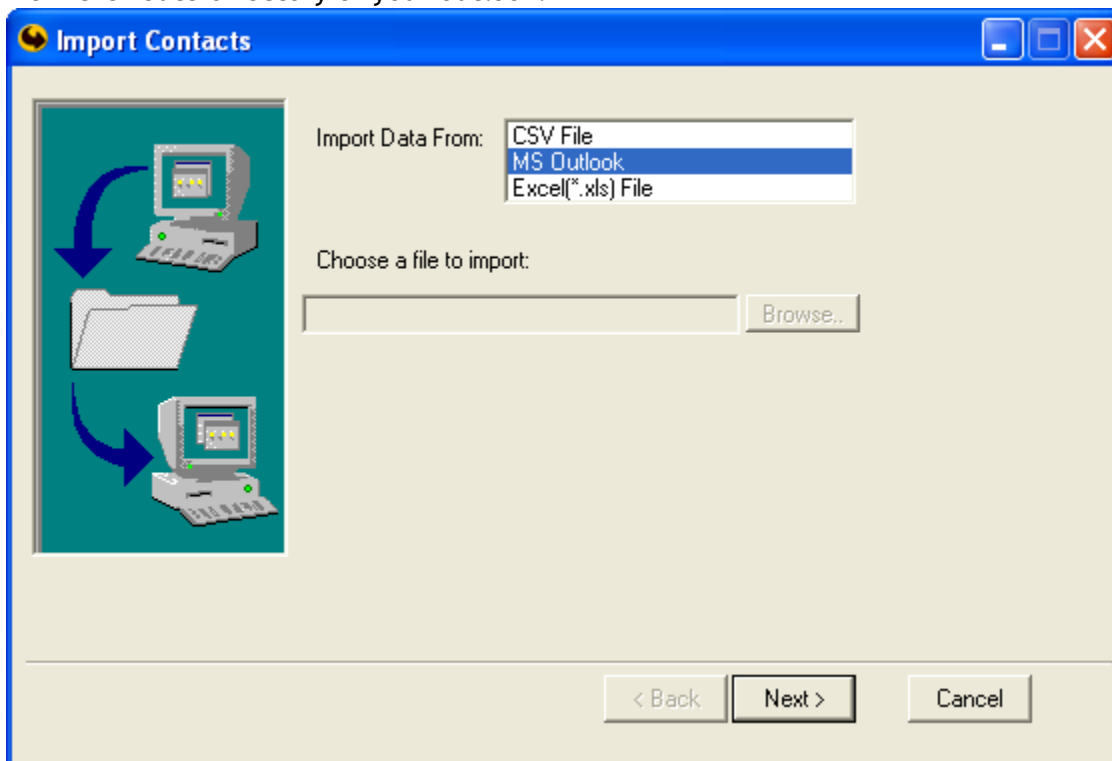 Import Contacts
Import Data From:
CSV File
MS Outlook
Excel(*.xls) File
Choose a file to import:
Browse..
< Back
Next >
Cancel